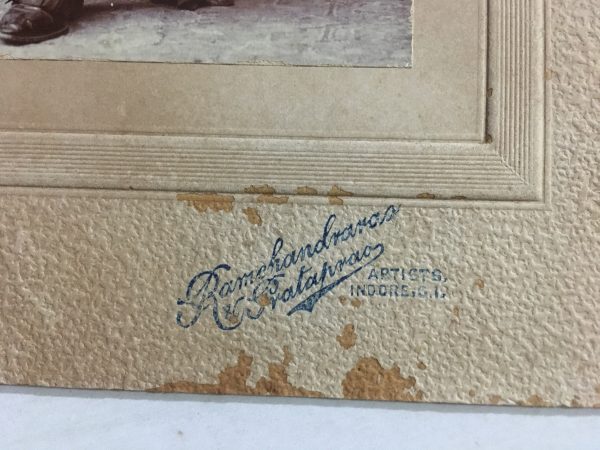 Ramchandrarao
& Prataprao
ARTISTS,
INDORE, C.I.